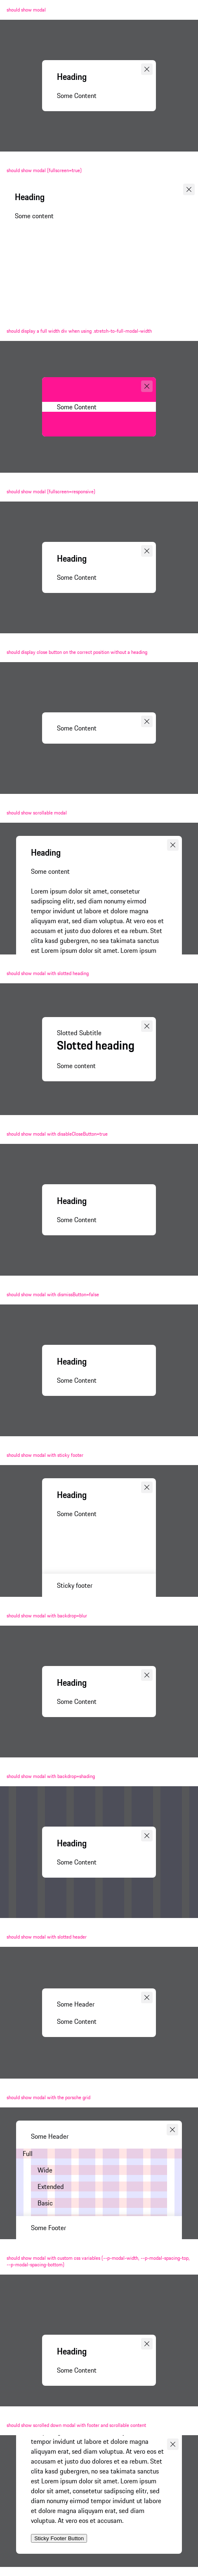 should show modal
Heading
Some Content
should show modal [fullscreen=true]
Heading
Some content
should display a full width div when using .stretch-to-full-modal-width
Some Content
should show modal [fullscreen=responsive]
Heading
Some Content
should display close button on the correct position without a heading
Some Content
should show scrollable modal
Heading
Some content
Lorem ipsum dolor sit amet, consetetur
sadipscing elitr, sed diam nonumy eirmod
tempor invidunt ut labore et dolore magna
aliquyam erat, sed diam voluptua. At vero eos et
accusam et justo duo dolores et ea rebum. Stet
clita kasd gubergren, no sea takimata sanctus
est Lorem ipsum dolor sit amet. Lorem ipsum
should show modal with slotted heading
Slotted Subtitle
Slotted heading
Some content
should show modal with disableCloseButton=true
Heading
Some Content
should show modal with dismissButton=false
Heading
Some Content
should show modal with sticky footer
Heading
Some Content
Sticky footer
should show modal with backdrop=blur
Heading
Some Content
should show modal with backdrop=shading
Heading
Some Content
should show modal with slotted header
Some Header
Some Content
should show modal with the porsche grid
Some Header
Full
Wide
Extended
Basic
Some Footer
should show modal with custom css variables [--p-modal-width, --p-modal-spacing-top,
--p-modal-spacing-bottom]
Heading
Some Content
should show scrolled down modal with footer and scrollable content
tempor invidunt ut labore et dolore magna
aliquyam erat, sed diam voluptua. At vero eos et
accusam et justo duo dolores et ea rebum. Stet
clita kasd gubergren, no sea takimata sanctus
est Lorem ipsum dolor sit amet. Lorem ipsum
dolor sit amet, consetetur sadipscing elitr, sed
diam nonumy eirmod tempor invidunt ut labore
et dolore magna aliquyam erat, sed diam
voluptua. At vero eos et accusam.
Sticky Footer Button